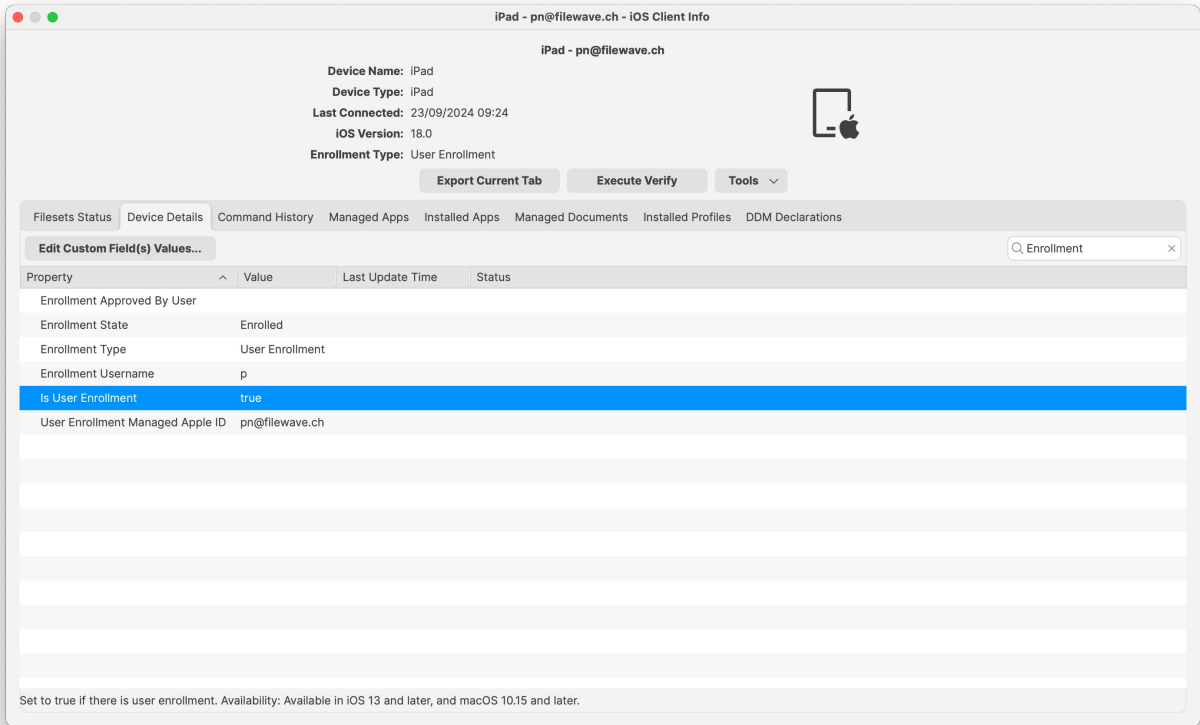 iPad - pn@filewave.ch - iOS Client Info
iPad - pn@filewave.ch
Device Name: iPad
Device Type: iPad
Last Connected: 23/09/2024 09:24
iOS Version: 18.0
Enrollment Type: User Enrollment
Export Current Tab Execute Verify Tools
Filesets Status Device Details Command History Managed Apps Installed Apps Managed Documents Installed Profiles DDM Declarations
Edit Custom Field(s) Values... Enrollment
Property Value Last Update Time Status
Enrollment Approved By User
Enrollment State Enrolled
Enrollment Type User Enrollment
Enrollment Username p
Is User Enrollment true
User Enrollment Managed Apple ID pn@filewave.ch
Set to true if there is user enrollment. Availability: Available in iOS 13 and later, and macOS 10.15 and later.